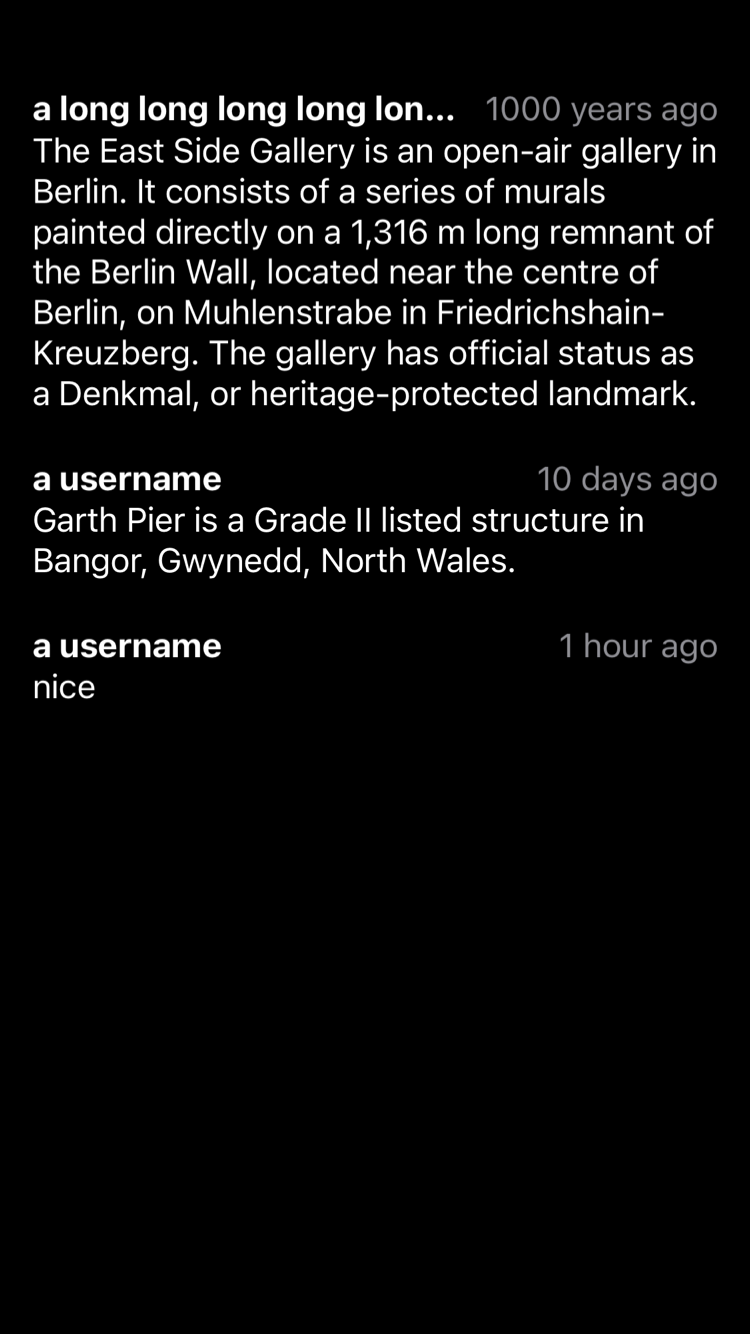 a long long long long lon... 1000 years ago
The East Side Gallery is an open-air gallery in
Berlin. It consists of a series of murals
painted directly on a 1,316 m long remnant of
the Berlin Wall, located near the centre of
Berlin, on Muhlenstrabe in Friedrichshain-
Kreuzberg. The gallery has official status as
a Denkmal, or heritage-protected landmark.
a username 10 days ago
Garth Pier is a Grade II listed structure in
Bangor, Gwynedd, North Wales.
a username 1 hour ago
nice